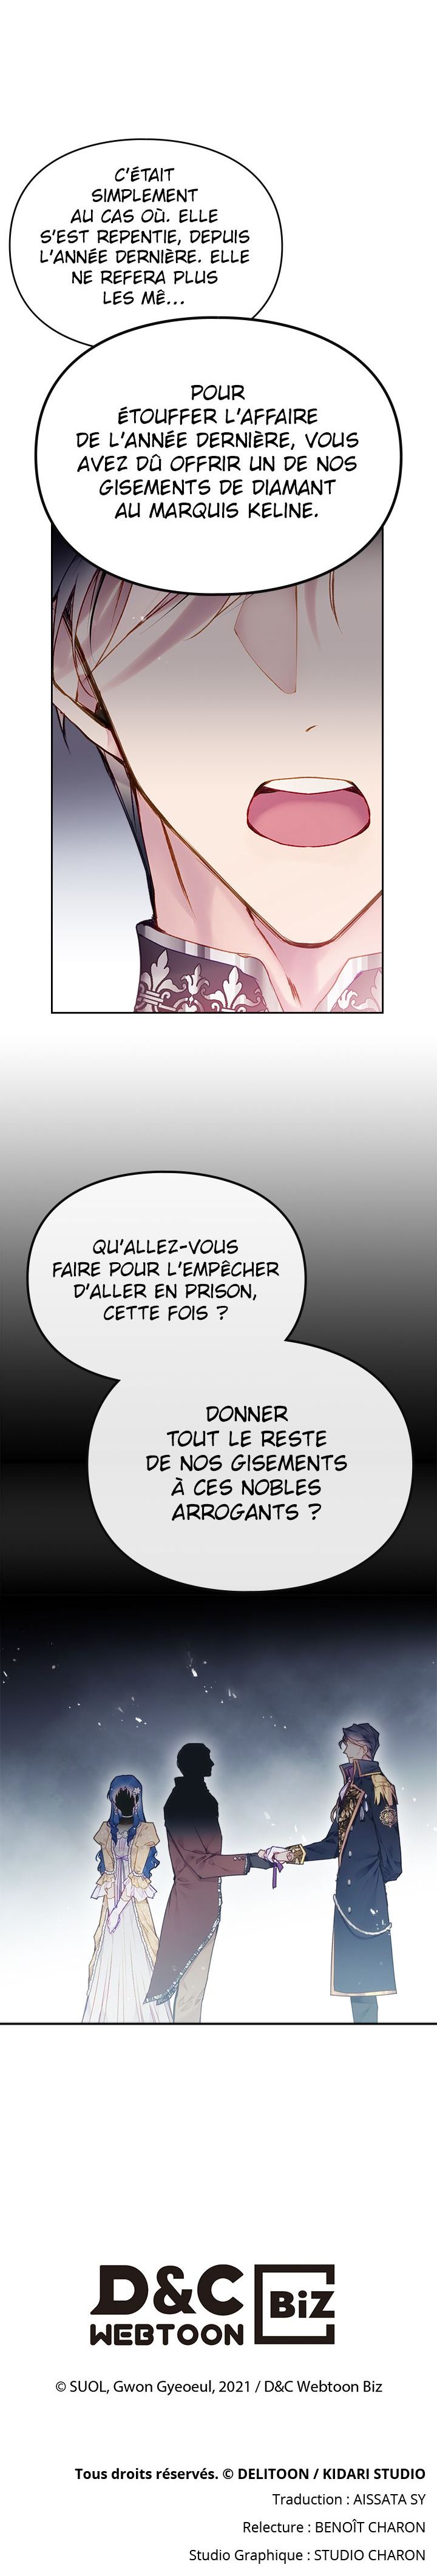 C'ÉTAIT
SIMPLEMENT
AU CAS OÙ. ELLE
S'EST REPENTIE, DEPUIS
L'ANNÉE DERNIÈRE. ELLE
NE REFERA PLUS
LES MÊ...
POUR
ÉTOUFFER L'AFFAIRE
DE L'ANNÉE DERNIÈRE, VOUS
AVEZ DÛ OFFRIR UN DE NOS
GISEMENTS DE DIAMANT
AU MARQUIS KELINE.
QU'ALLEZ-VOUS
FAIRE POUR L'EMPÊCHER
D'ALLER EN PRISON,
CETTE FOIS ?
DONNER
TOUT LE RESTE
DE NOS GISEMENTS
À CES NOBLES
ARROGANTS ?
D&C
WEBTOON
BiZ
© SUOL, Gwon Gyeoeul, 2021 / D&C Webtoon Biz
Tous droits réservés. © DELITOON / KIDARI STUDIO
Traduction : AISSATA SY
Relecture : BENOÎT CHARON
Studio Graphique : STUDIO CHARON